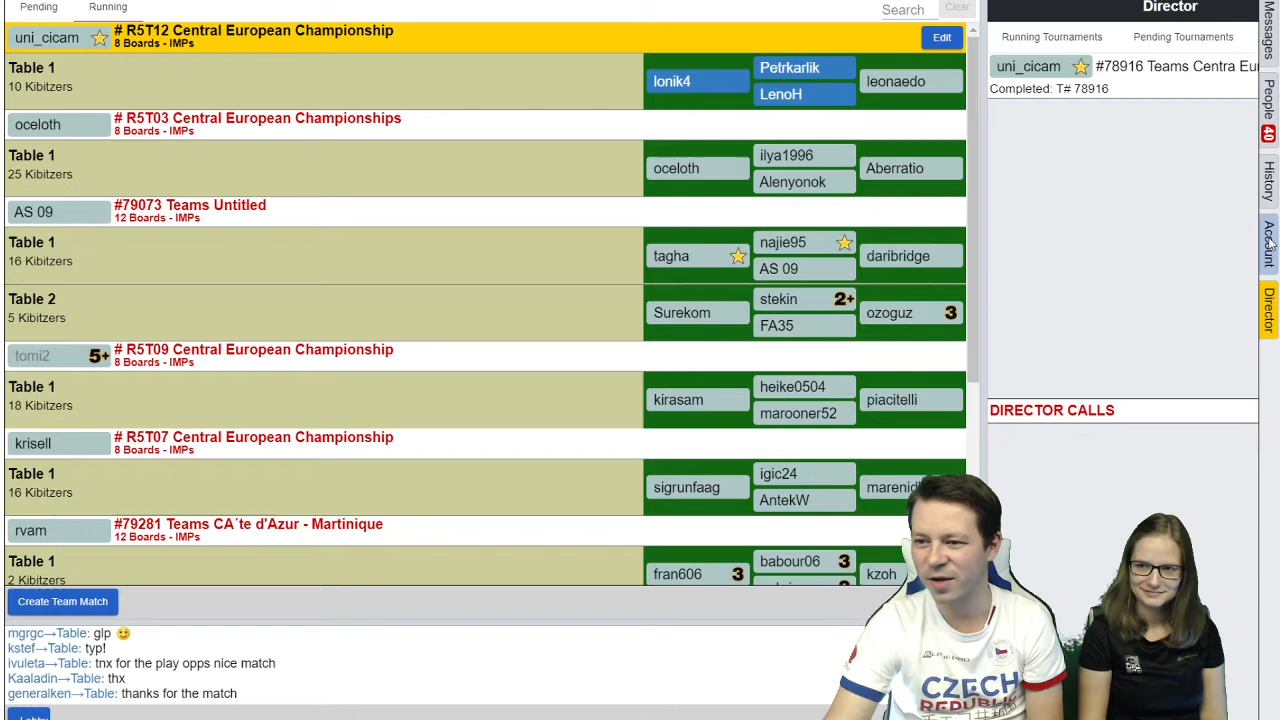 Pending Running Search Clear
uni_cicam # R5T12 Central European Championship
8 Boards - IMPs
Edit
Table 1
10 Kibitzers
lonik4 Petrkarlik LenoH leonaedo
oceloth # R5T03 Central European Championships
8 Boards - IMPs
Table 1
25 Kibitzers
oceloth ilya1996 Alenyonok Aberratio
AS 09 #79073 Teams Untitled
12 Boards - IMPs
Table 1
16 Kibitzers
tagha najie95 AS 09 daribridge
Table 2
5 Kibitzers
Surekom stekin 2+ FA35 ozoguz 3
tomi2 5+ # R5T09 Central European Championship
8 Boards - IMPs
Table 1
18 Kibitzers
kirasam heike0504 marooner52 piacitelli
krisell # R5T07 Central European Championship
8 Boards - IMPs
Table 1
16 Kibitzers
sigrunfaag igic24 AntekW
rvam #79281 Teams CA´te d'Azur - Martinique
12 Boards - IMPs
Table 1
2 Kibitzers
fran606 3 babour06 3 kzoh
Create Team Match
mgrgc→Table: glp
kstef→Table: typ!
ivuleta→Table: tnx for the play opps nice match
Kaaladin→Table: thx
generalken→Table: thanks for the match
Lobby
Director
Running Tournaments Pending Tournaments
uni_cicam #78916 Teams Centra Eur
Completed: T# 78916
DIRECTOR CALLS
Messages
People 40
History
Account
Director
CZECH
REPUBLIC